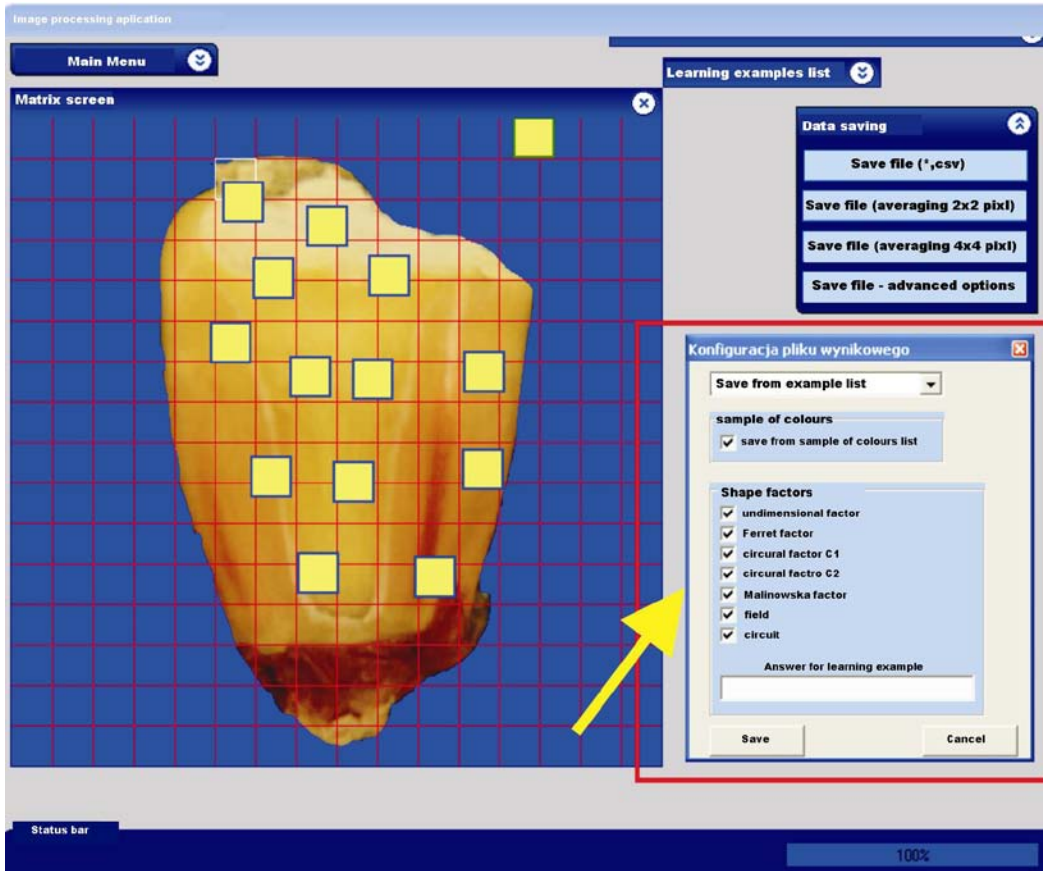 Image processing aplication
Main Menu
Learning examples list
Matrix screen
Data saving
Save file (*,csv)
Save file (averaging 2x2 pixl)
Save file (averaging 4x4 pixl)
Save file - advanced options
Konfiguracja pliku wynikowego
Save from example list
sample of colours
save from sample of colours list
Shape factors
undimensional factor
Ferret factor
circural factor C1
circural factro C2
Malinowska factor
field
circuit
Answer for learning example
Save
Cancel
Status bar
100%